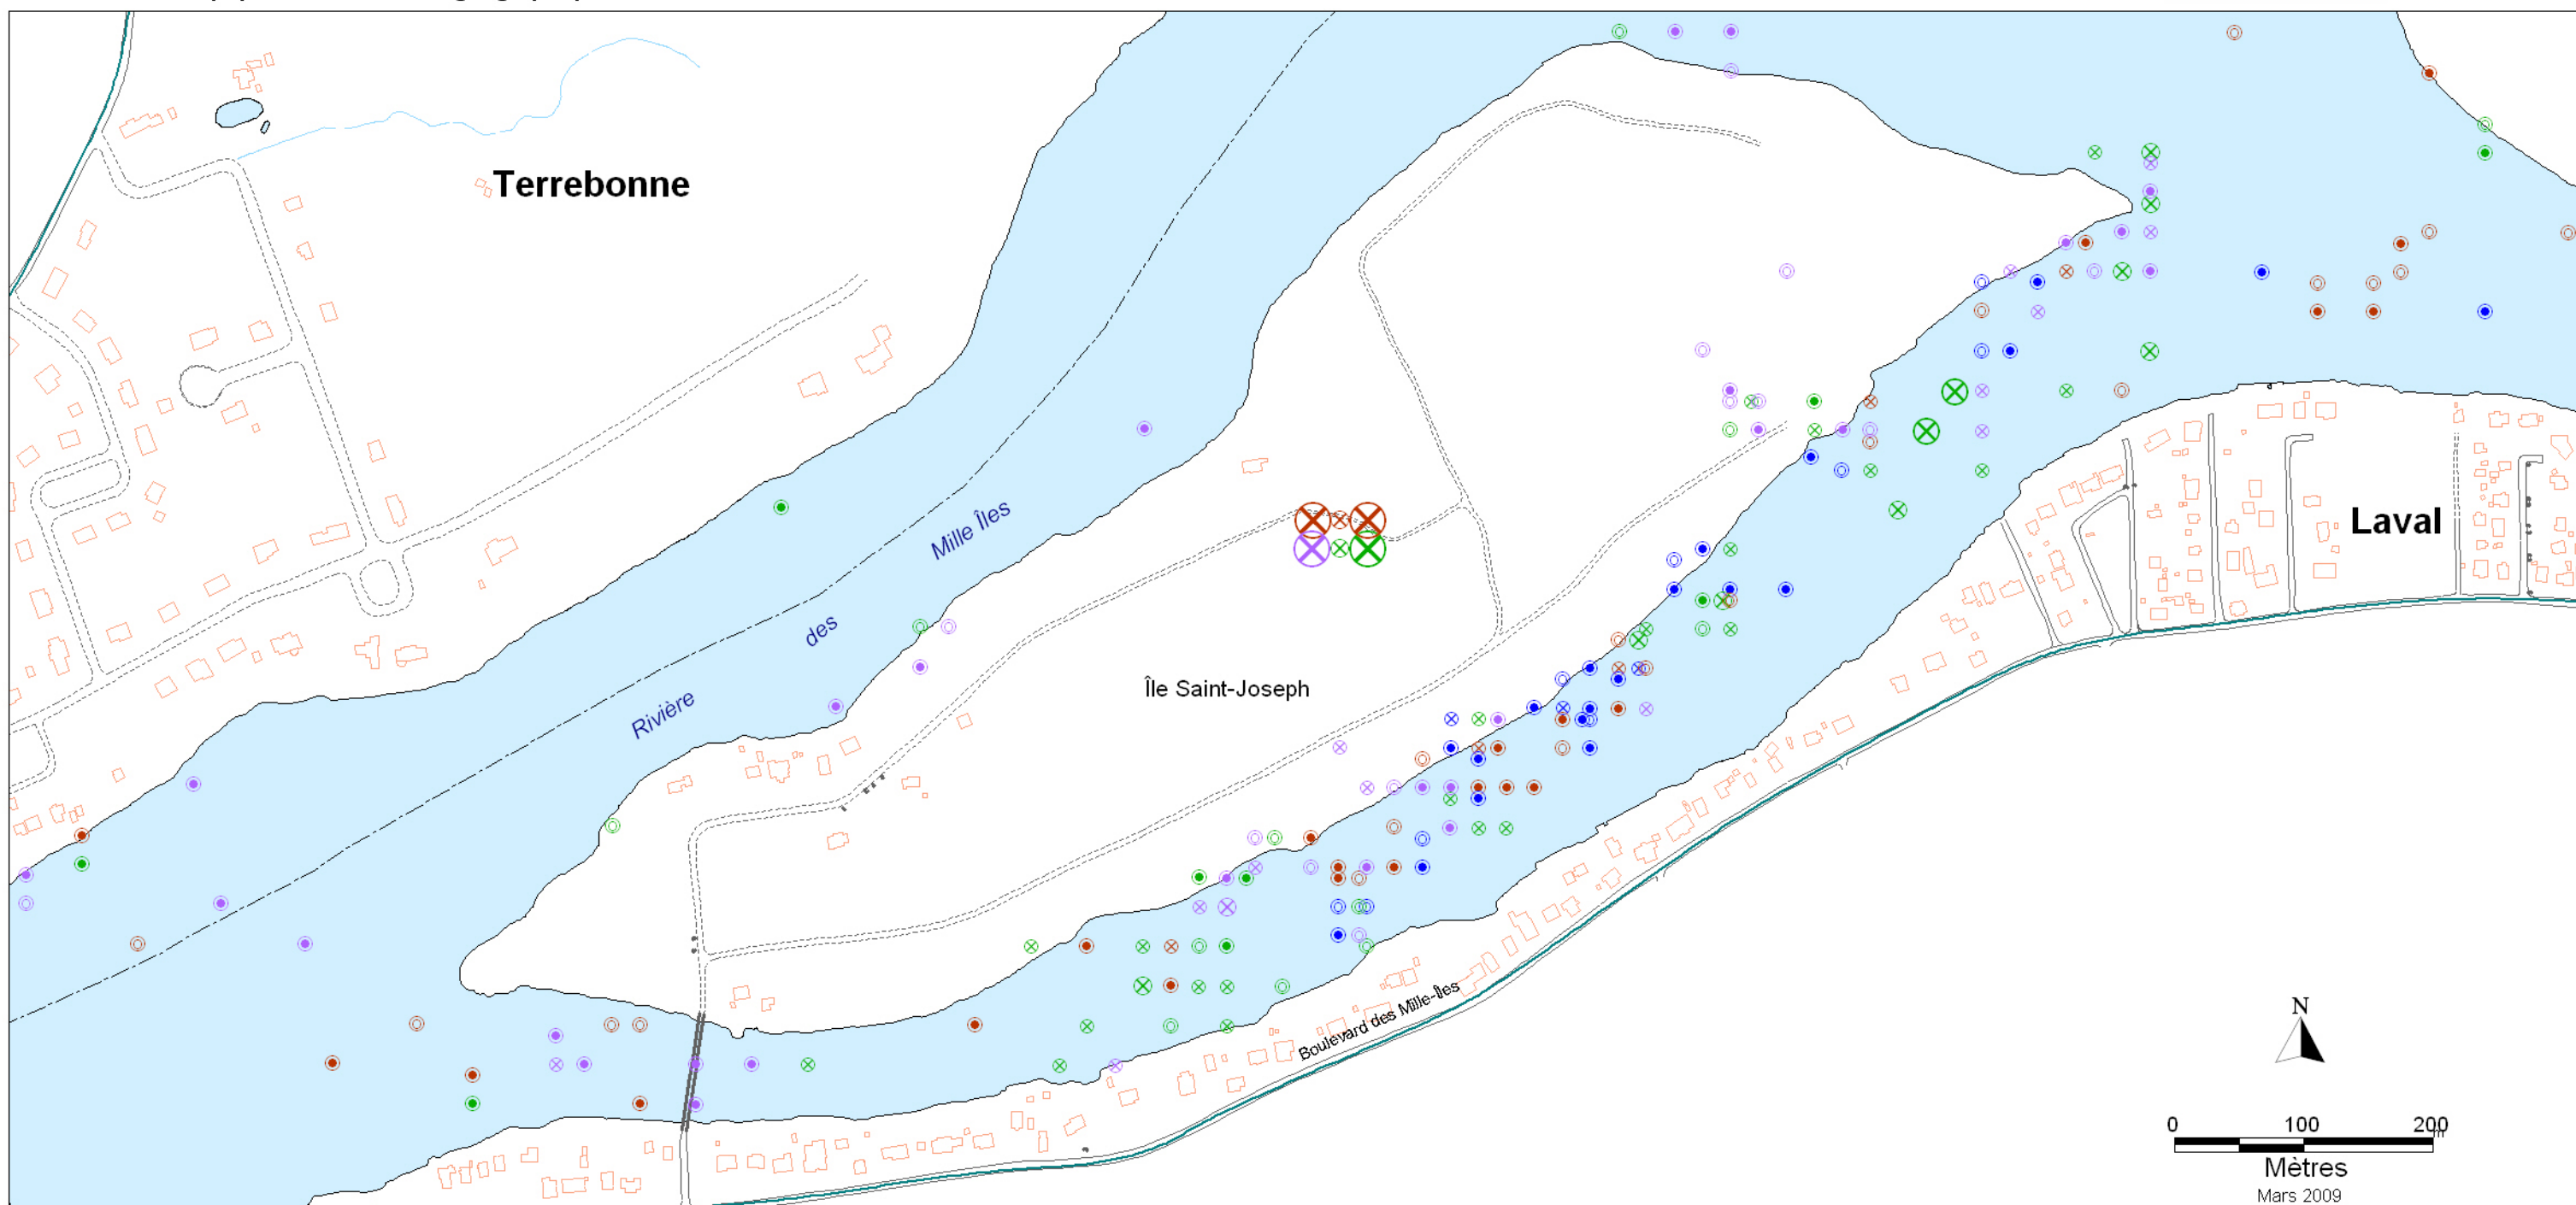 Terrebonne
Mille Îles
des
Rivière
Laval
Île Saint-Joseph
Boulevard des Mille-Îles
N
0 100 200
m
Mètres
Mars 2009